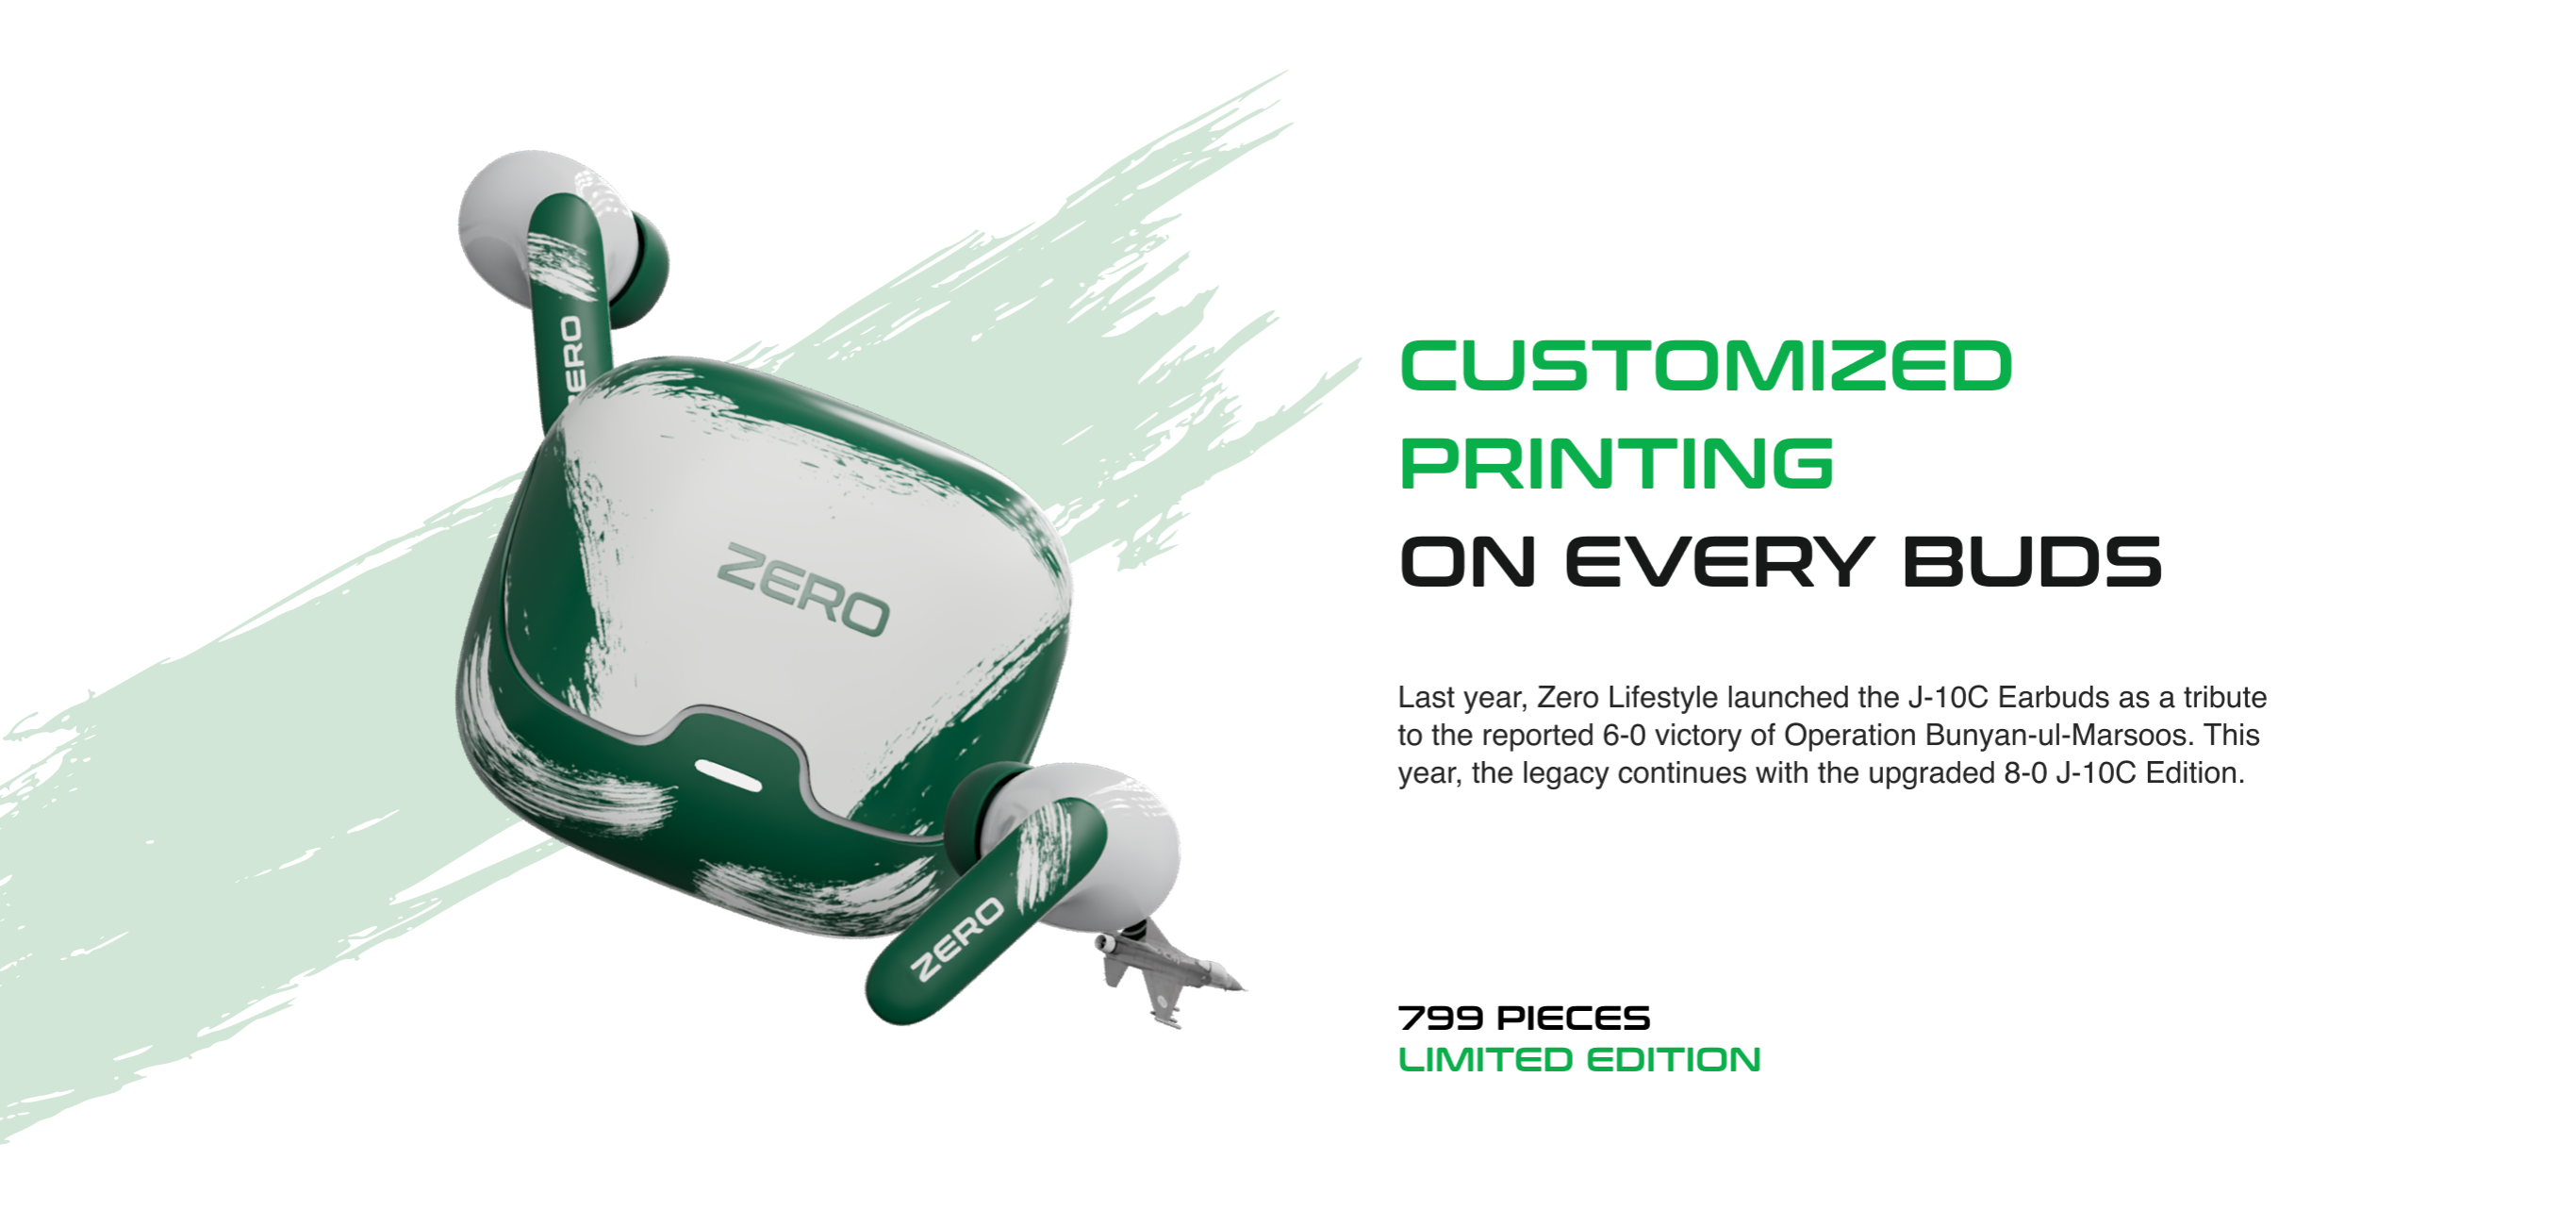 ZERO
ZERO
ZERO
CUSTOMIZED
PRINTING
ON EVERY BUDS
Last year, Zero Lifestyle launched the J-10C Earbuds as a tribute
to the reported 6-0 victory of Operation Bunyan-ul-Marsoos. This
year, the legacy continues with the upgraded 8-0 J-10C Edition.
799 PIECES
LIMITED EDITION